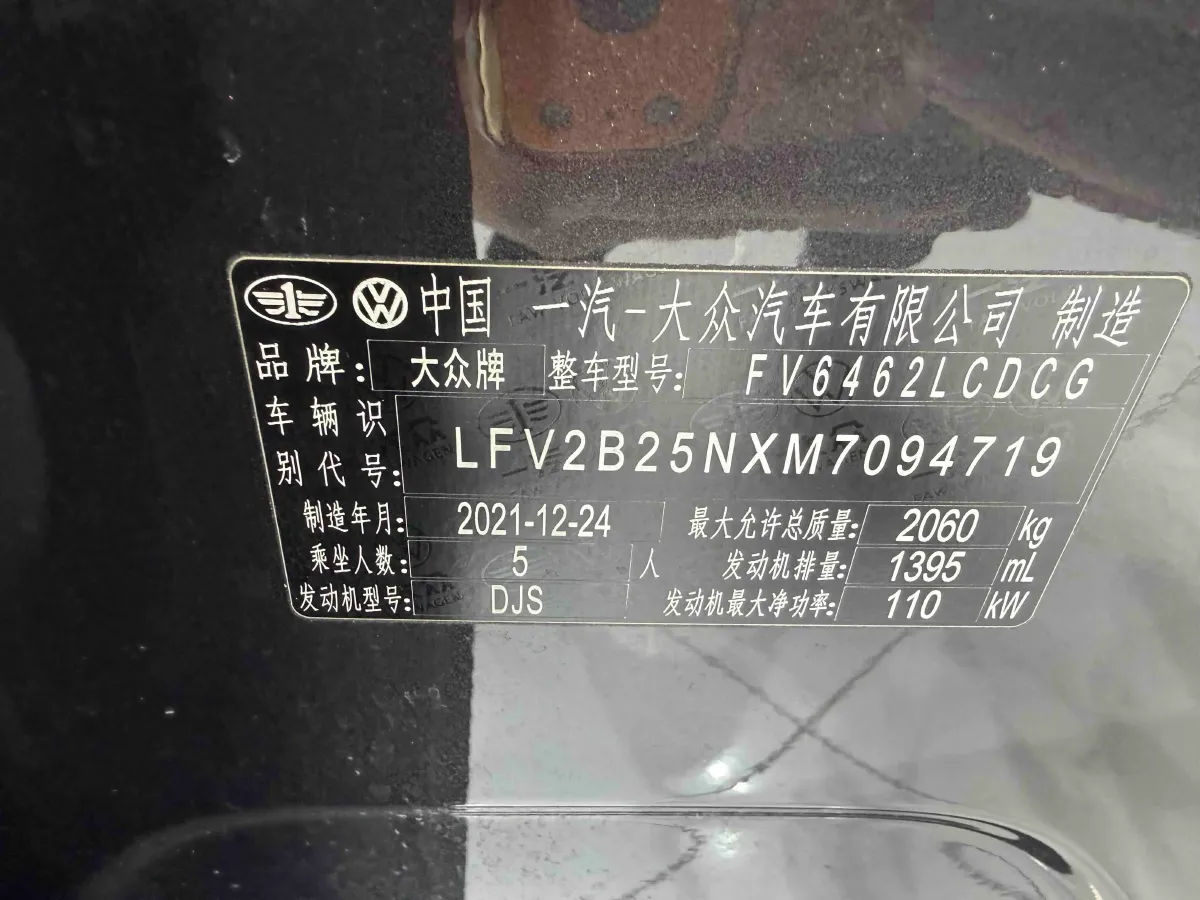 中国 一汽-大众汽车有限公司 制造
品牌: 大众牌 整车型号: FV6462LCDCG
车辆识
别代号: LFV2B25NXM7094719
制造年月: 2021-12-24 最大允许总质量: 2060 kg
乘坐人数: 5 人 发动机排量: 1395 mL
发动机型号: DJS 发动机最大净功率: 110 kW